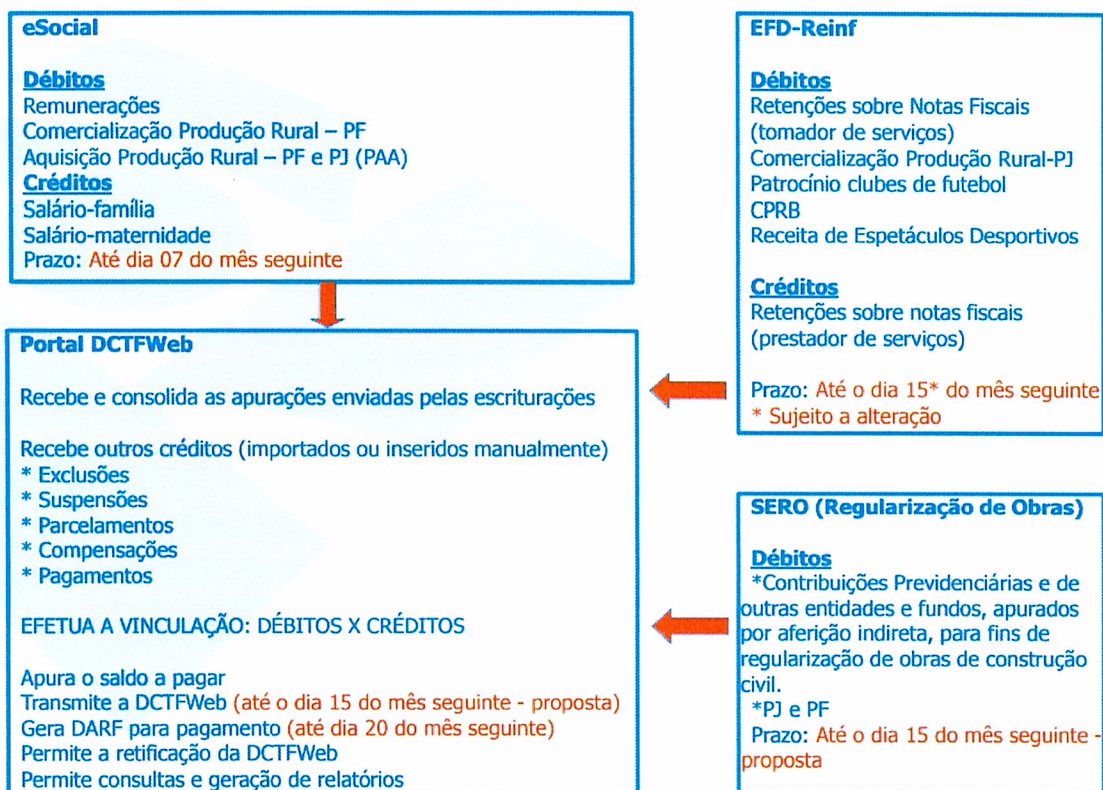 eSocial
Débitos
Remunerações
Comercialização Produção Rural – PF
Aquisição Produção Rural – PF e PJ (PAA)
Créditos
Salário-família
Salário-maternidade
Prazo: Até dia 07 do mês seguinte
EFD-Reinf
Débitos
Retenções sobre Notas Fiscais
(tomador de serviços)
Comercialização Produção Rural-PJ
Patrocínio clubes de futebol
CPRB
Receita de Espetáculos Desportivos
Créditos
Retenções sobre notas fiscais
(prestador de serviços)
Prazo: Até o dia 15* do mês seguinte
* Sujeito a alteração
Portal DCTFWeb
Recebe e consolida as apurações enviadas pelas escriturações
Recebe outros créditos (importados ou inseridos manualmente)
* Exclusões
* Suspensões
* Parcelamentos
* Compensações
* Pagamentos
EFETUA A VINCULAÇÃO: DÉBITOS X CRÉDITOS
Apura o saldo a pagar
Transmite a DCTFWeb (até o dia 15 do mês seguinte - proposta)
Gera DARF para pagamento (até dia 20 do mês seguinte)
Permite a retificação da DCTFWeb
Permite consultas e geração de relatórios
SERO (Regularização de Obras)
Débitos
*Contribuições Previdenciárias e de
outras entidades e fundos, apurados
por aferição indireta, para fins de
regularização de obras de construção
civil.
*PJ e PF
Prazo: Até o dia 15 do mês seguinte -
proposta